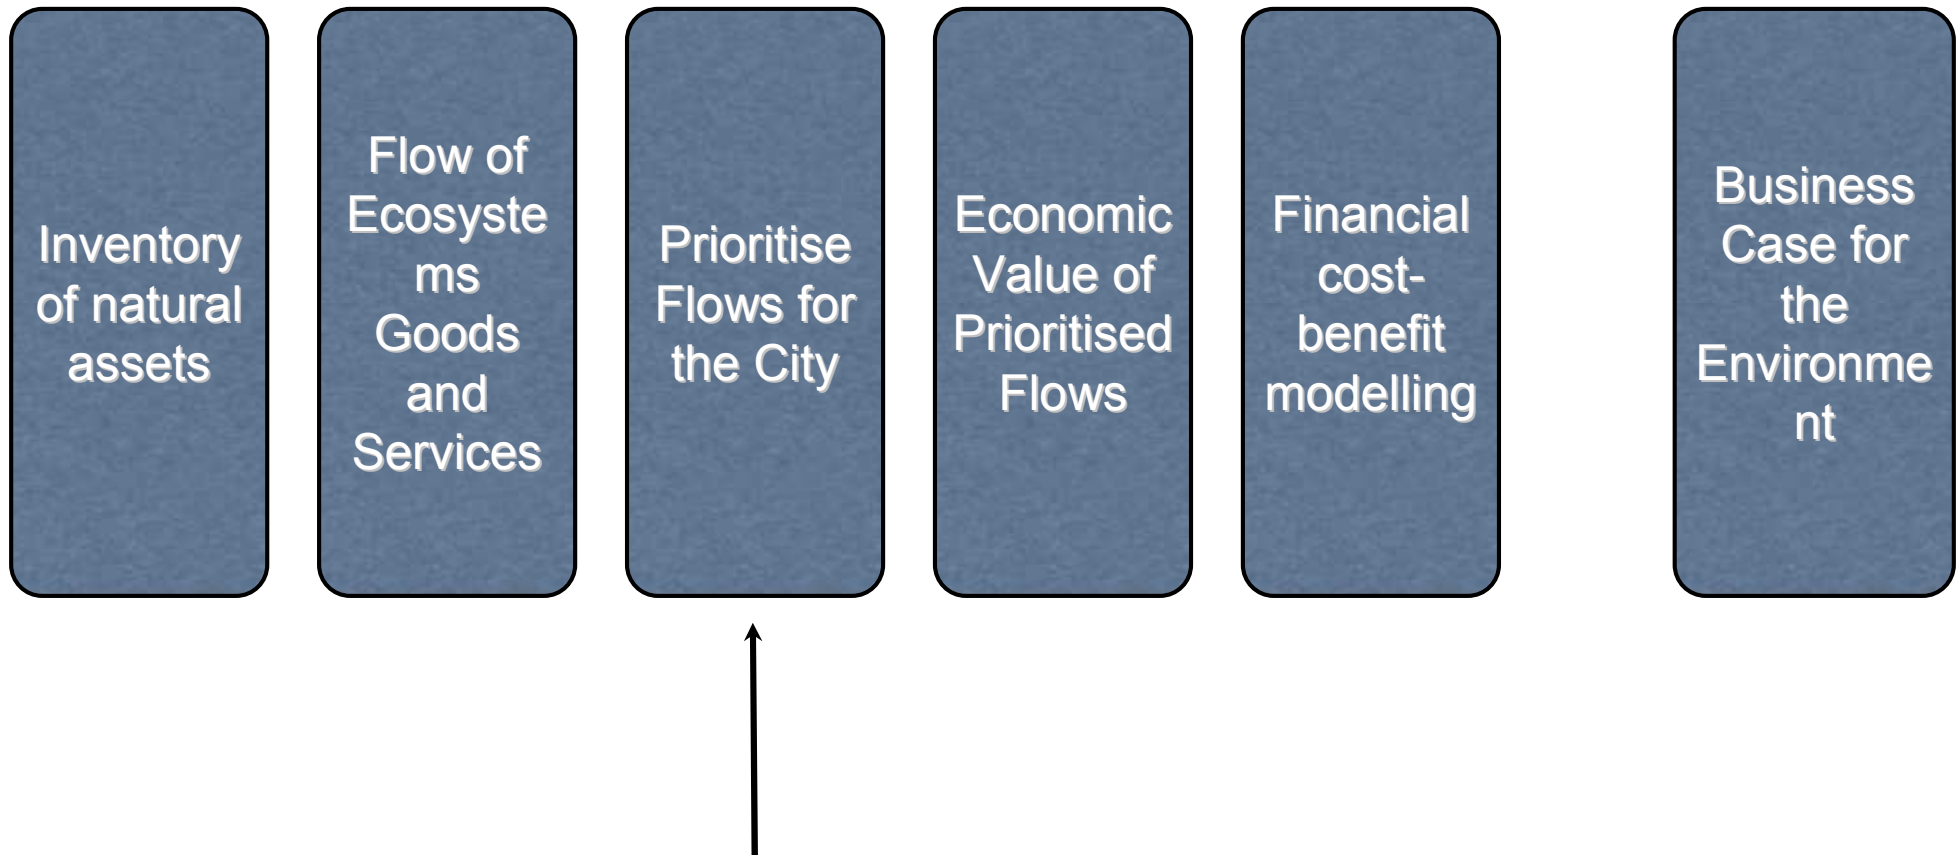 Inventory
of natural
assets
Flow of
Ecosyste
ms
Goods
and
Services
Prioritise
Flows for
the City
Economic
Value of
Prioritised
Flows
Financial
cost-
benefit
modelling
Business
Case for
the
Environme
nt